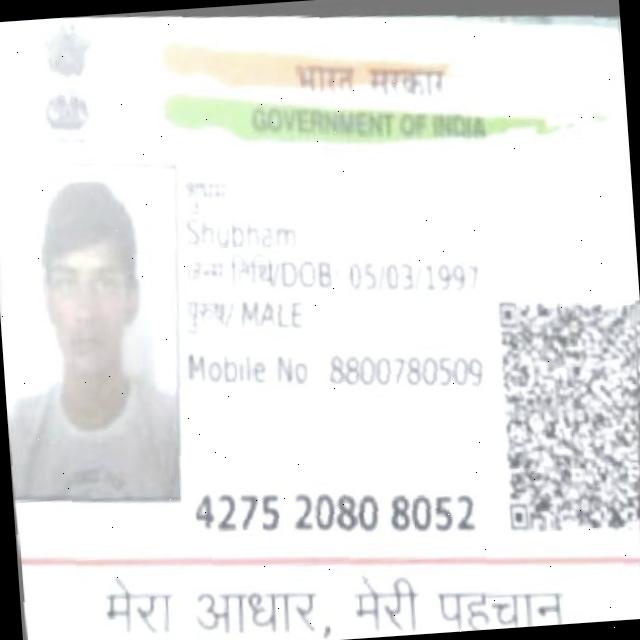 भारत सरकार
GOVERNMENT OF INDIA
Shubham
जन्म तिथि/DOB: 05/03/1997
पुरुष/ MALE
Mobile No 8800780509
4275 2080 8052
मेरा आधार, मेरी पहचान